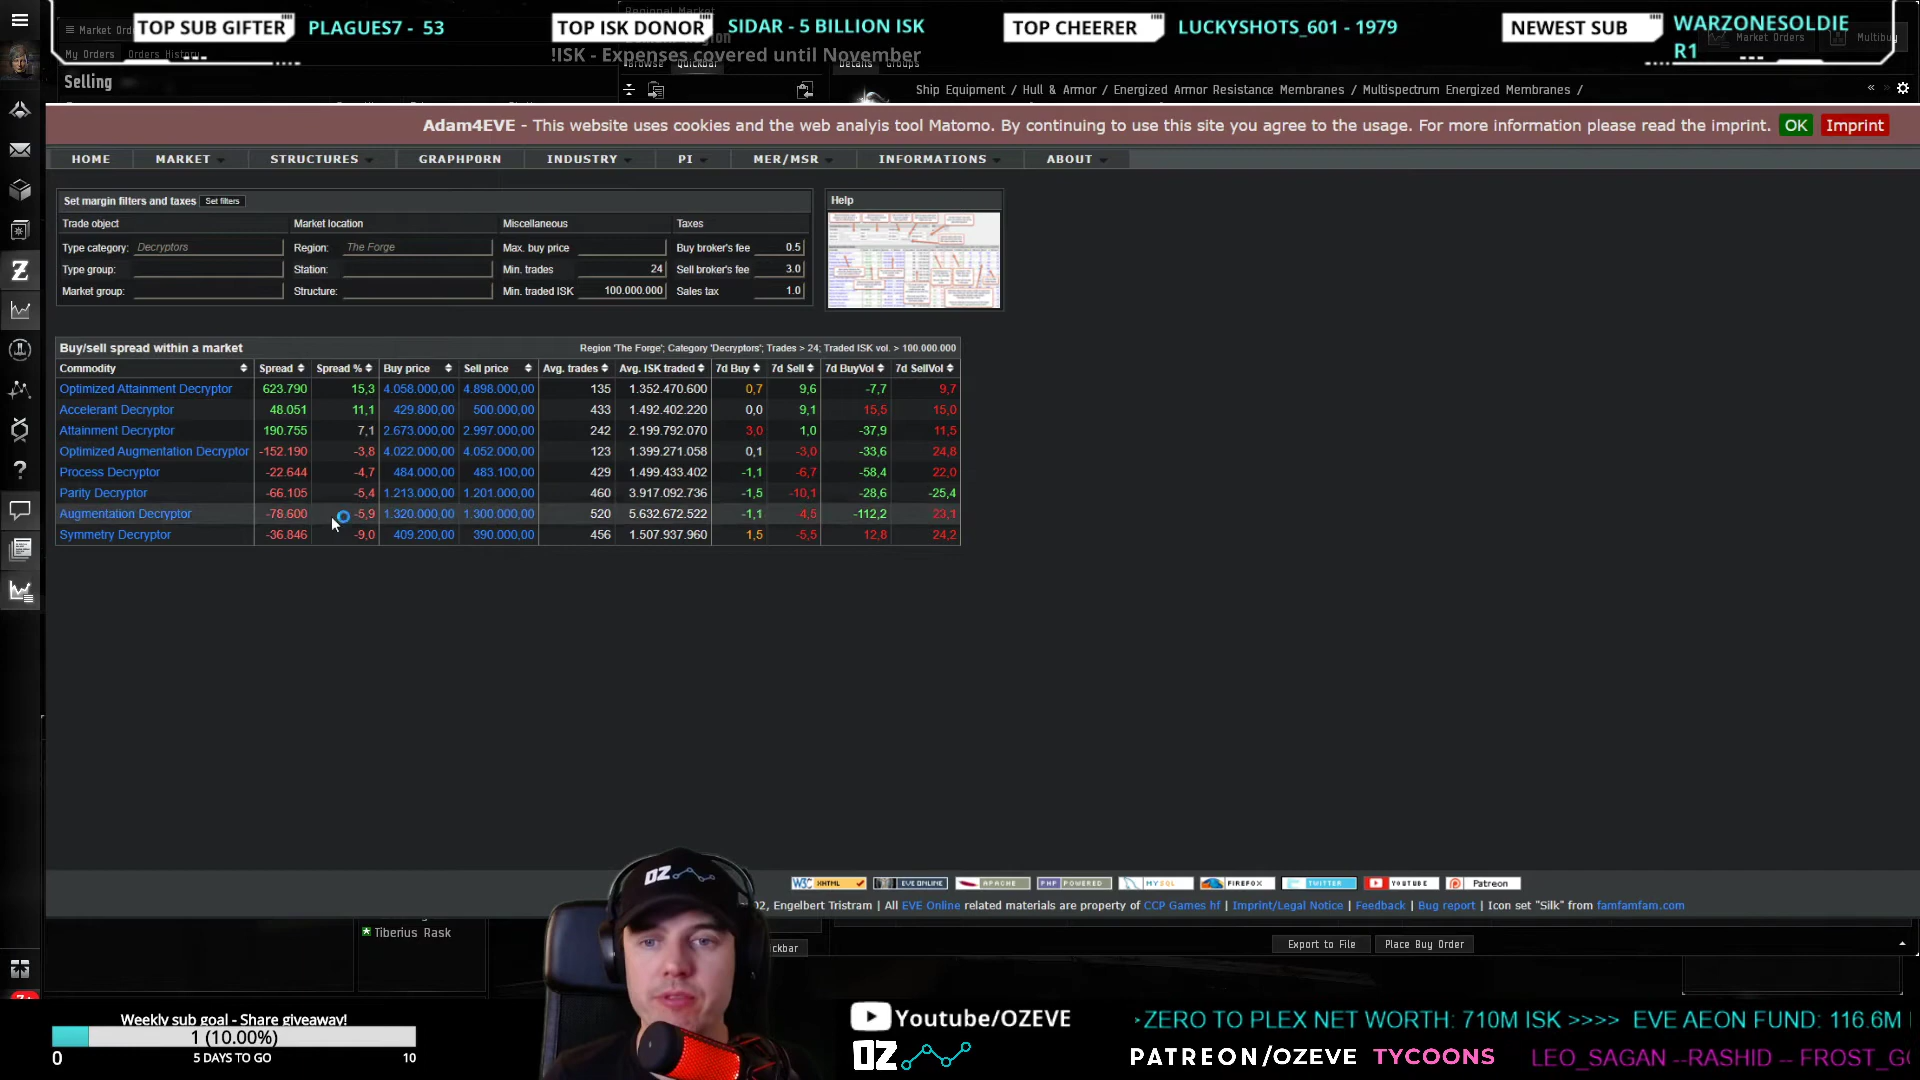 TOP SUB GIFTER PLAGUES7 - 53
TOP ISK DONOR SIDAR - 5 BILLION ISK
TOP CHEERER LUCKYSHOTS_601 - 1979
NEWEST SUB WARZONESOLDIE
R1
!ISK - Expenses covered until November
My Orders Orders History
Selling
Ship Equipment / Hull & Armor / Energized Armor Resistance Membranes / Multispectrum Energized Membranes /
Adam4EVE - This website uses cookies and the web analyis tool Matomo. By continuing to use this site you agree to the usage. For more information please read the imprint. OK Imprint
HOME MARKET STRUCTURES GRAPHPORN INDUSTRY PI MER/MSR INFORMATIONS ABOUT
Set margin filters and taxes Set filters
Trade object Market location Miscellaneous Taxes
Type category: Decryptors Region: The Forge Max. buy price Buy broker's fee 0.5
Type group: Station: Min. trades 24 Sell broker's fee 3.0
Market group: Structure: Min. traded ISK 100.000.000 Sales tax 1.0
Help
Buy/sell spread within a market Region 'The Forge'; Category 'Decryptors'; Trades > 24; Traded ISK vol. > 100.000.000
Commodity Spread Spread % Buy price Sell price Avg. trades Avg. ISK traded 7d Buy 7d Sell 7d BuyVol 7d SellVol
Optimized Attainment Decryptor 623.790 15,3 4.058.000,00 4.898.000,00 135 1.352.470.600 0,7 9,6 -7,7 9,7
Accelerant Decryptor 48.051 11,1 429.800,00 500.000,00 433 1.492.402.220 0,0 9,1 15,5 15,0
Attainment Decryptor 190.755 7,1 2.673.000,00 2.997.000,00 242 2.199.792.070 3,0 1,0 -37,9 11,5
Optimized Augmentation Decryptor -152.190 -3,8 4.022.000,00 4.052.000,00 123 1.399.271.058 0,1 -3,0 -33,6 24,8
Process Decryptor -22.644 -4,7 484.000,00 483.100,00 429 1.499.433.402 -1,1 -6,7 -58,4 22,0
Parity Decryptor -66.105 -5,4 1.213.000,00 1.201.000,00 460 3.917.092.736 -1,5 -10,1 -28,6 -25,4
Augmentation Decryptor -78.600 -5,9 1.320.000,00 1.300.000,00 520 5.632.672.522 -1,1 4,5 -112,2 23,1
Symmetry Decryptor -36.846 -9,0 409.200,00 390.000,00 456 1.507.937.960 1,5 -5,5 12,8 24,2
W3C XHTML EVE ONLINE APACHE PHP POWERED MYSQL FIREFOX TWITTER YOUTUBE Patreon
02, Engelbert Tristram | All EVE Online related materials are property of CCP Games hf | Imprint/Legal Notice | Feedback | Bug report | Icon set "Silk" from famfamfam.com
Tiberius Rask
Export to File Place Buy Order
OZ
Weekly sub goal - Share giveaway!
1 (10.00%)
0 5 DAYS TO GO 10
Youtube/OZEVE
OZ
ZERO TO PLEX NET WORTH: 710M ISK >>>> EVE AEON FUND: 116.6M
PATREON/OZEVE TYCOONS LEO_SAGAN --RASHID -- FROST_G